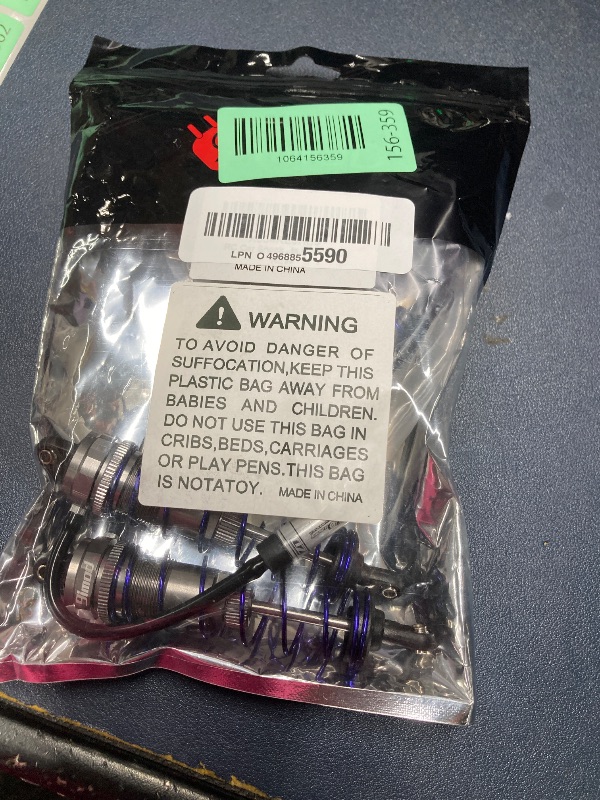 1064156359
156-359
LPN O 4968855590
MADE IN CHINA
WARNING
TO AVOID DANGER OF
SUFFOCATION,KEEP THIS
PLASTIC BAG AWAY FROM
BABIES AND CHILDREN.
DO NOT USE THIS BAG IN
CRIBS,BEDS,CARRIAGES
OR PLAY PENS.THIS BAG
IS NOTATOY. MADE IN CHINA